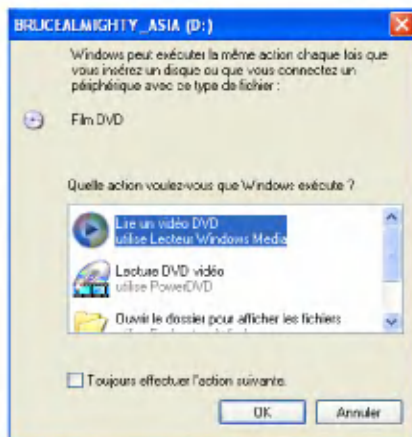 BRUCEALMIGHTY_ASIA (D:)
Windows peut exécuter la même action chaque fois que
vous insérez un disque ou que vous connectez un
périphérique avec ce type de fichier :
Film DVD
Quelle action voulez-vous que Windows exécute ?
Lire un vidéo DVD
utilise Lecteur Windows Media
Lecture DVD vidéo
utilise PowerDVD
Ouvrir le dossier pour afficher les fichiers
Toujours effectuer l'action suivante.
OK
Annuler